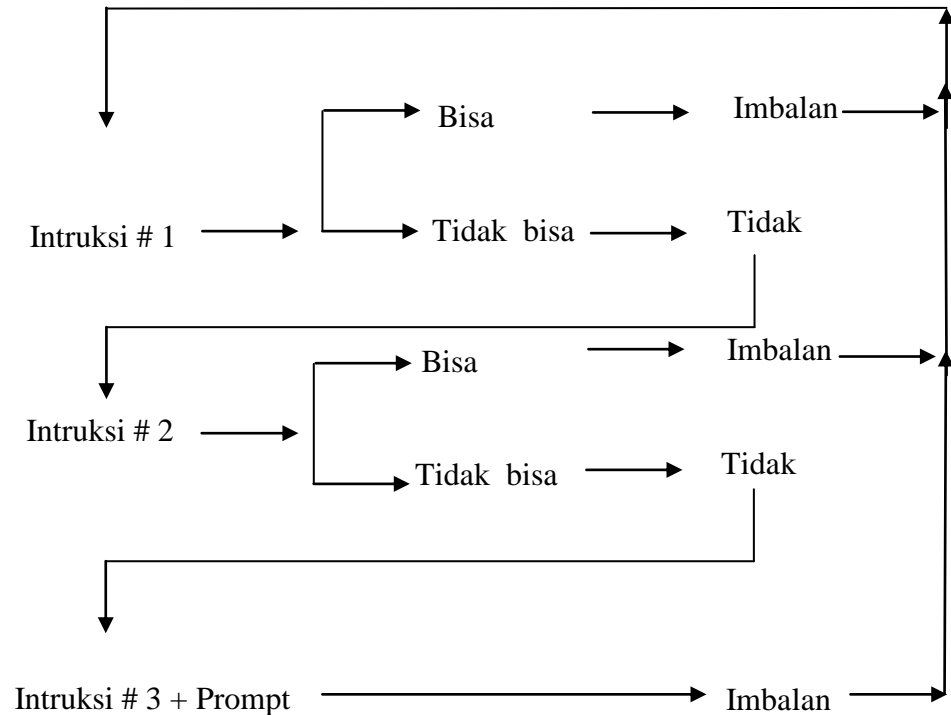 Bisa
Imbalan
Intruksi # 1
Tidak bisa
Tidak
Bisa
Imbalan
Intruksi # 2
Tidak bisa
Tidak
Intruksi # 3 + Prompt
Imbalan